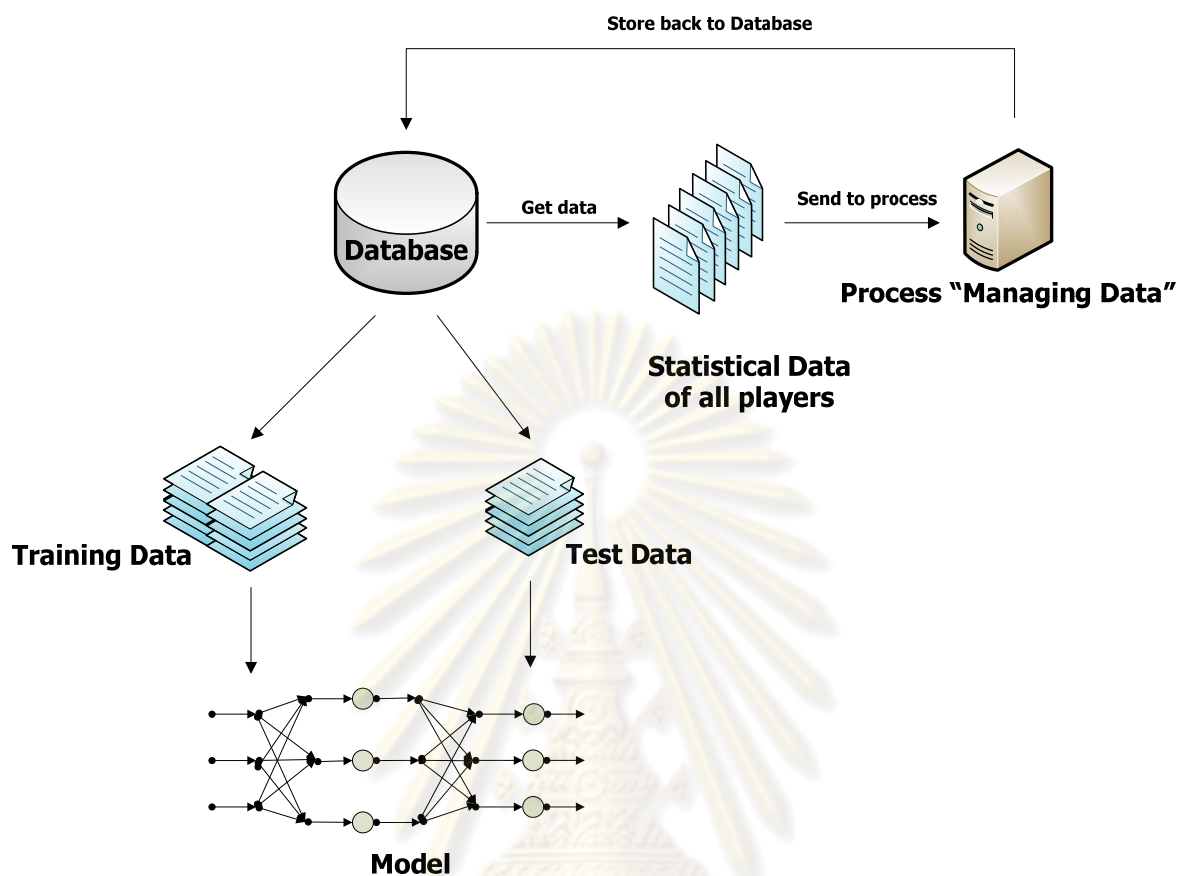 Store back to Database
Get data
Send to process
Database
Process “Managing Data”
Statistical Data
of all players
Training Data
Test Data
Model